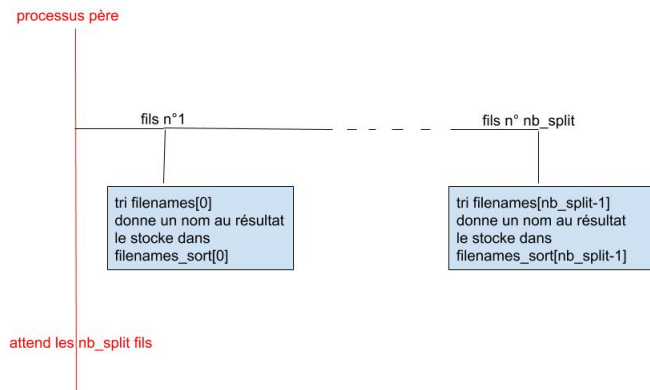 processus père
fils n°1
fils n° nb_split
tri filenames[0]
donne un nom au résultat
le stocke dans
filenames_sort[0]
tri filenames[nb_split-1]
donne un nom au résultat
le stocke dans
filenames_sort[nb_split-1]
attend les nb_split fils